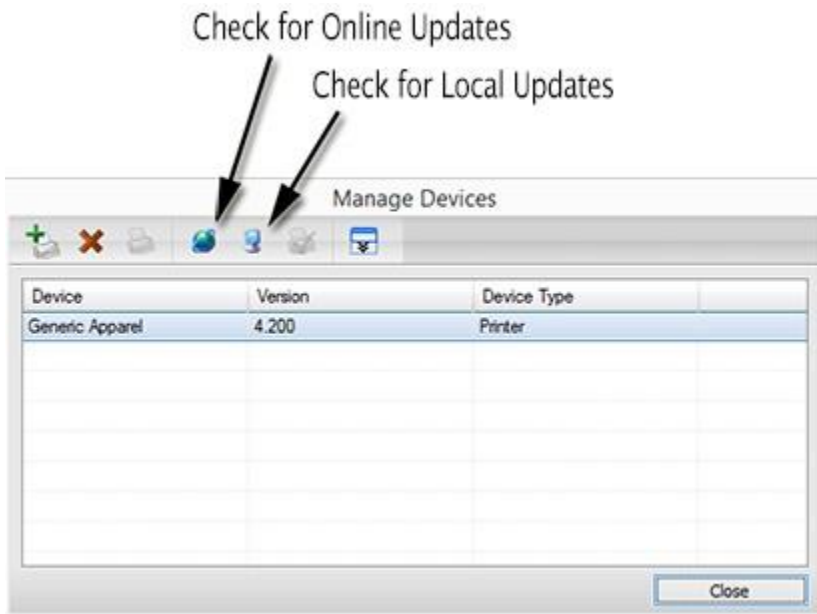 Check for Online Updates
Check for Local Updates
Manage Devices
Device Version Device Type
Generic Apparel 4.200 Printer
Close